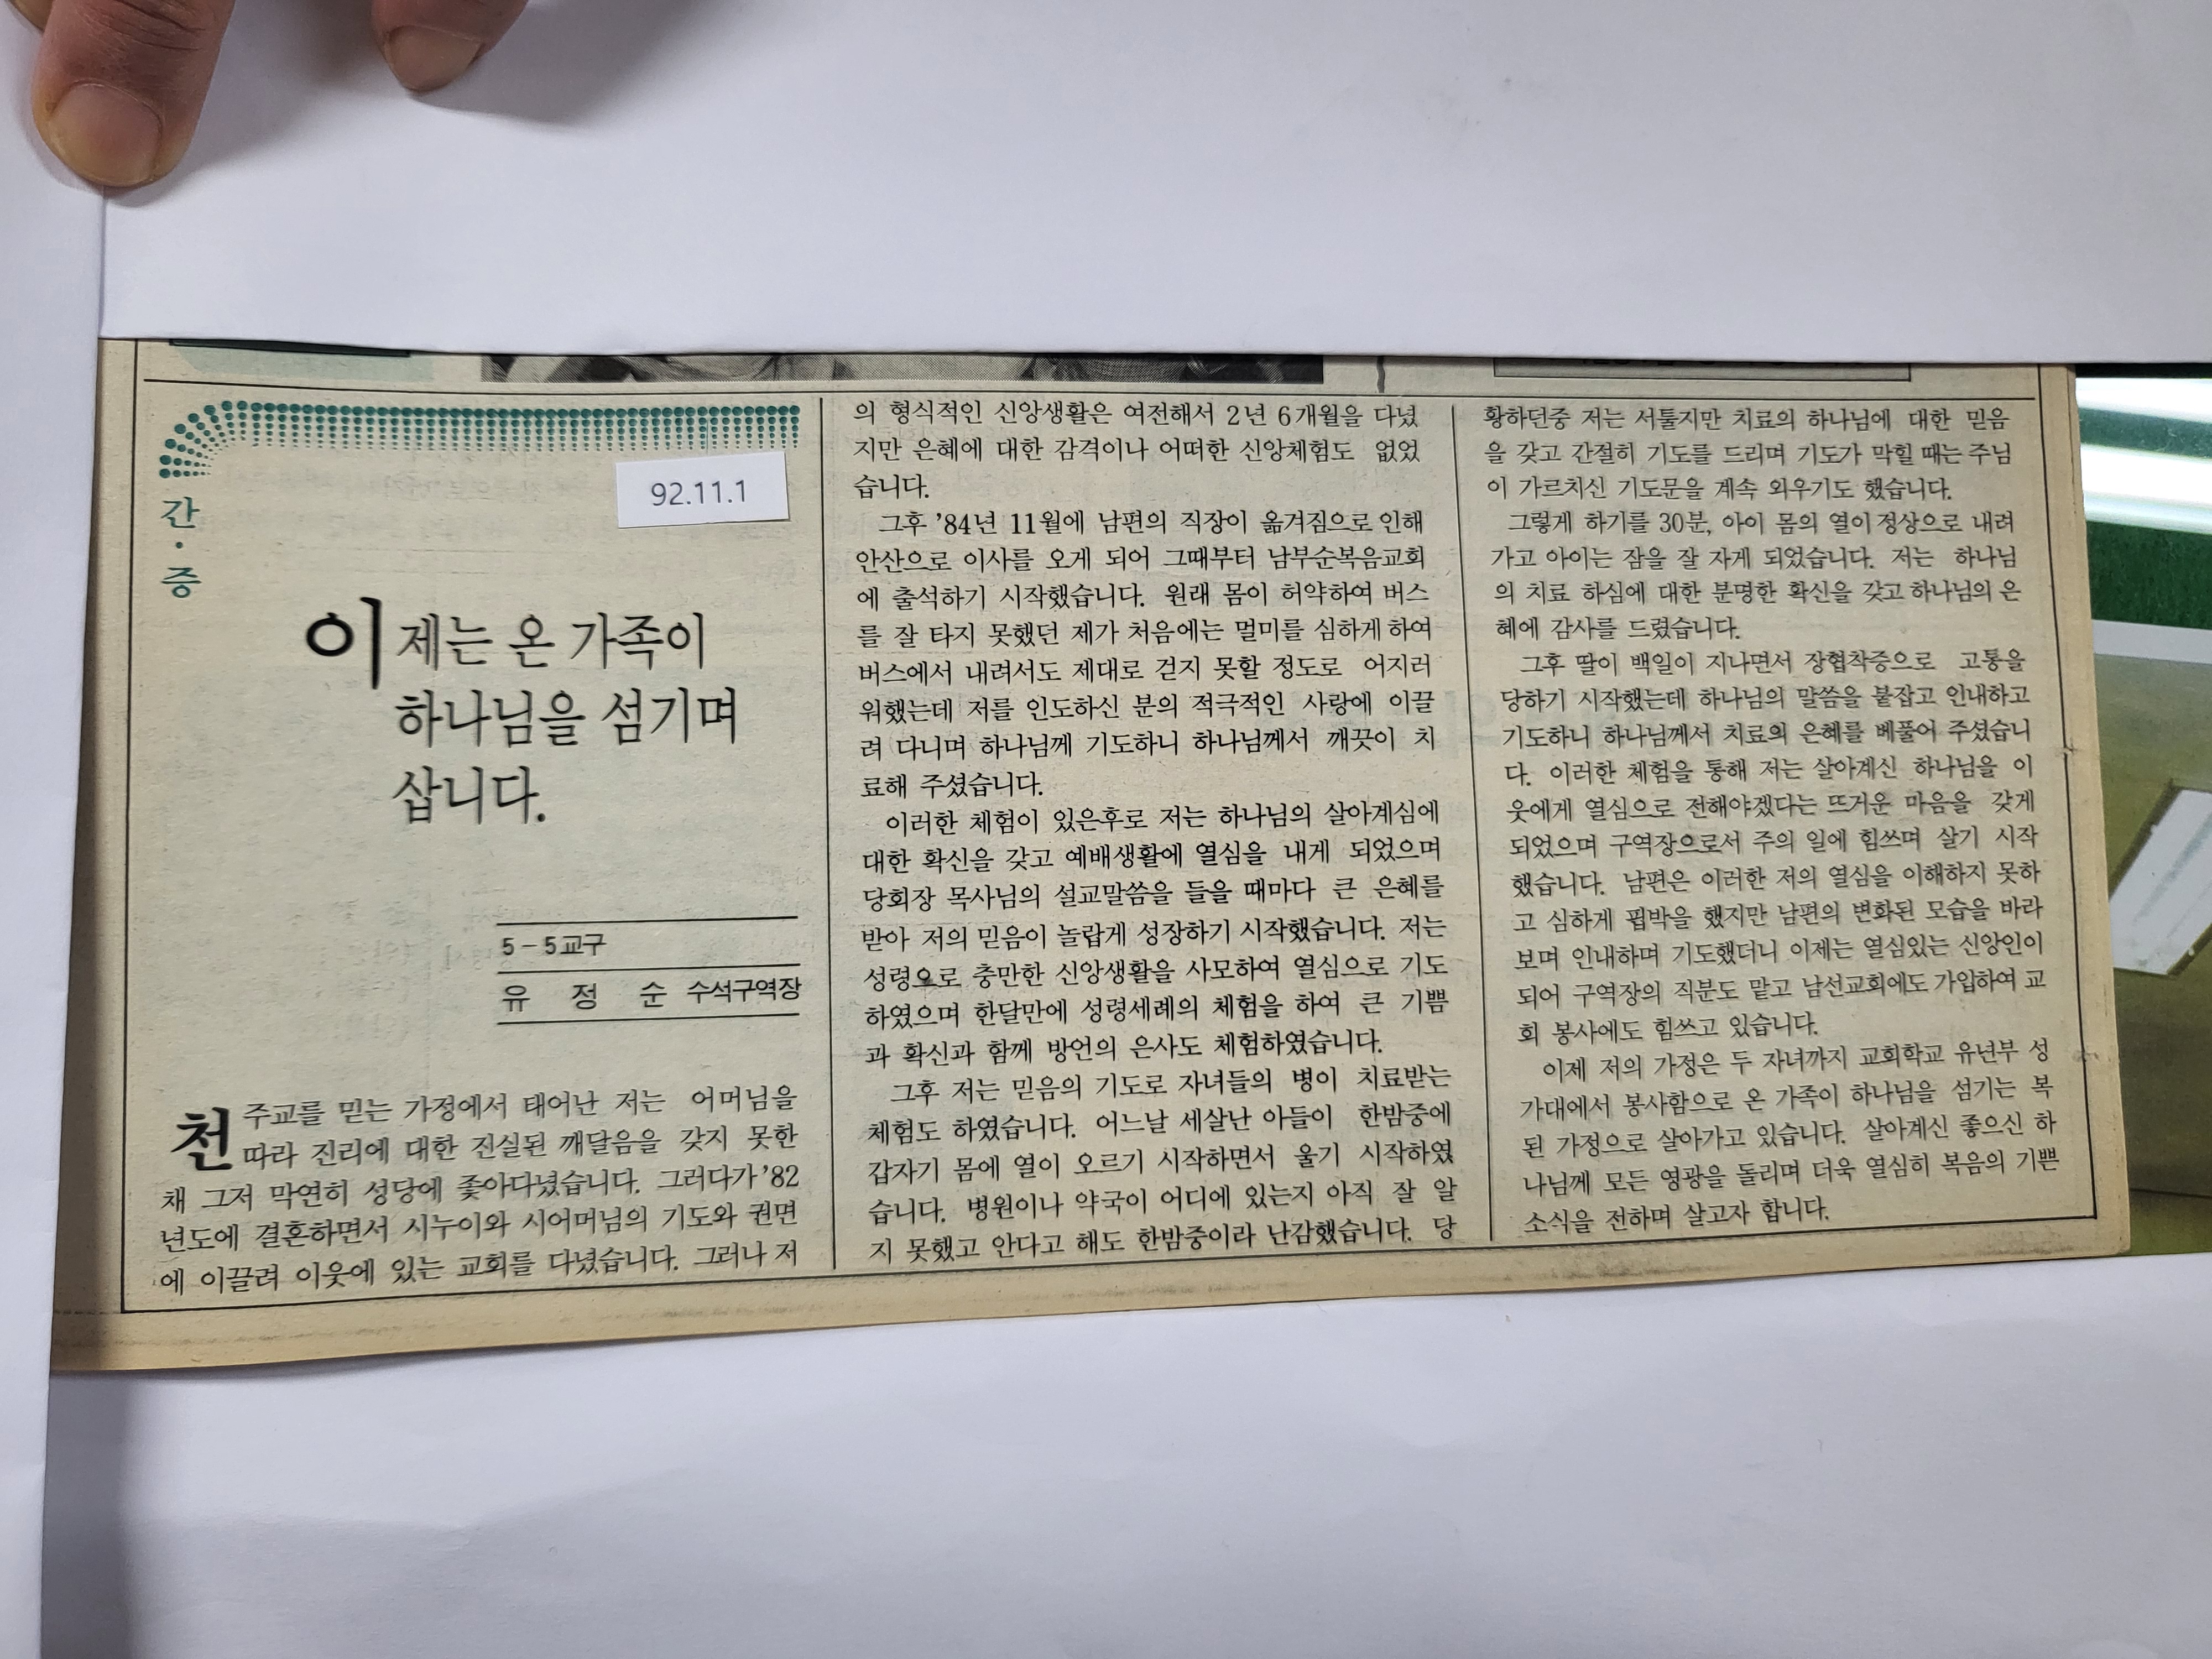 간·증
92.11.1
이제는 온 가족이
하나님을 섬기며
삽니다.
5-5교구
유 정 순 수석구역장
천주교를 믿는 가정에서 태어난 저는 어머님을
따라 진리에 대한 진실된 깨달음을 갖지 못한
채 그저 막연히 성당에 좇아다녔습니다. 그러다가 '82
년도에 결혼하면서 시누이와 시어머님의 기도와 권면
에 이끌려 이웃에 있는 교회를 다녔습니다. 그러나 저
의 형식적인 신앙생활은 여전해서 2년 6개월을 다녔
지만 은혜에 대한 감격이나 어떠한 신앙체험도 없었
습니다.
그후 '84년 11월에 남편의 직장이 옮겨짐으로 인해
안산으로 이사를 오게 되어 그때부터 남부순복음교회
에 출석하기 시작했습니다. 원래 몸이 허약하여 버스
를 잘 타지 못했던 제가 처음에는 멀미를 심하게 하여
버스에서 내려서도 제대로 걷지 못할 정도로 어지러
워했는데 저를 인도하신 분의 적극적인 사랑에 이끌
려 다니며 하나님께 기도하니 하나님께서 깨끗이 치
료해 주셨습니다.
이러한 체험이 있은후로 저는 하나님의 살아계심에
대한 확신을 갖고 예배생활에 열심을 내게 되었으며
당회장 목사님의 설교말씀을 들을 때마다 큰 은혜를
받아 저의 믿음이 놀랍게 성장하기 시작했습니다. 저는
성령으로 충만한 신앙생활을 사모하여 열심으로 기도
하였으며 한달만에 성령세례의 체험을 하여 큰 기쁨
과 확신과 함께 방언의 은사도 체험하였습니다.
그후 저는 믿음의 기도로 자녀들의 병이 치료받는
체험도 하였습니다. 어느날 세살난 아들이 한밤중에
갑자기 몸에 열이 오르기 시작하면서 울기 시작하였
습니다. 병원이나 약국이 어디에 있는지 아직 잘 알
지 못했고 안다고 해도 한밤중이라 난감했습니다. 당
황하던중 저는 서툴지만 치료의 하나님에 대한 믿음
을 갖고 간절히 기도를 드리며 기도가 막힐 때는 주님
이 가르치신 기도문을 계속 외우기도 했습니다.
그렇게 하기를 30분, 아이 몸의 열이 정상으로 내려
가고 아이는 잠을 잘 자게 되었습니다. 저는 하나님
의 치료 하심에 대한 분명한 확신을 갖고 하나님의 은
혜에 감사를 드렸습니다.
그후 딸이 백일이 지나면서 장협착증으로 고통을
당하기 시작했는데 하나님의 말씀을 붙잡고 인내하고
기도하니 하나님께서 치료의 은혜를 베풀어 주셨습니
다. 이러한 체험을 통해 저는 살아계신 하나님을 이
웃에게 열심으로 전해야겠다는 뜨거운 마음을 갖게
되었으며 구역장으로서 주의 일에 힘쓰며 살기 시작
했습니다. 남편은 이러한 저의 열심을 이해하지 못하
고 심하게 핍박을 했지만 남편의 변화된 모습을 바라
보며 인내하며 기도했더니 이제는 열심있는 신앙인이
되어 구역장의 직분도 맡고 남선교회에도 가입하여 교
회 봉사에도 힘쓰고 있습니다.
이제 저의 가정은 두 자녀까지 교회학교 유년부 성
가대에서 봉사함으로 온 가족이 하나님을 섬기는 복
된 가정으로 살아가고 있습니다. 살아계신 좋으신 하
나님께 모든 영광을 돌리며 더욱 열심히 복음의 기쁜
소식을 전하며 살고자 합니다.